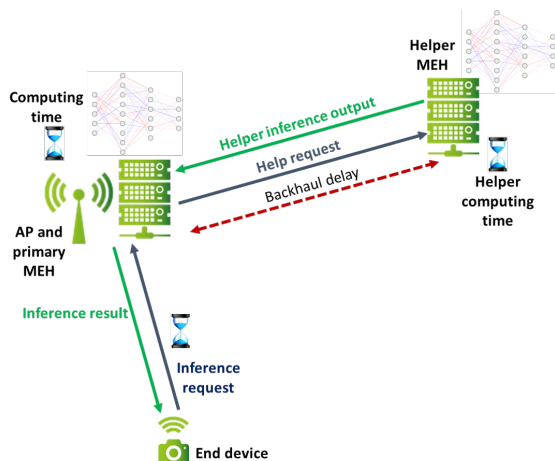 Helper
MEH
Computing
time
Helper inference output
Help request
Backhaul delay
Helper
computing
time
AP and
primary
MEH
Inference result
Inference
request
End device